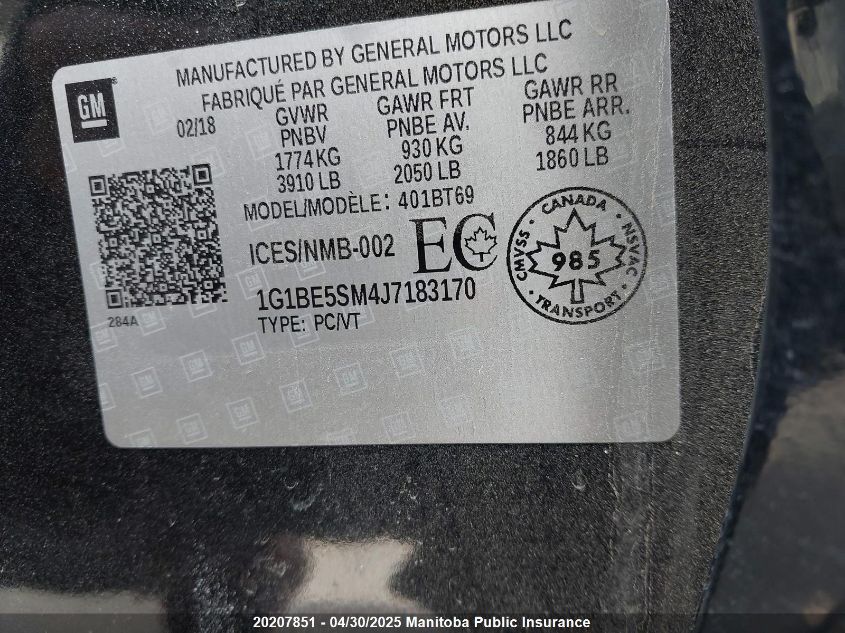 MANUFACTURED BY GENERAL MOTORS LLC
FABRIQUÉ PAR GENERAL MOTORS LLC
GM
02/18
GVWR
PNBV
1774 KG
3910 LB
GAWR FRT
PNBE AV.
930 KG
2050 LB
GAWR RR
PNBE ARR.
844 KG
1860 LB
MODEL/MODÈLE: 401BT69
ICES/NMB-002 EC
CANADA
CMVSS 985 NSVAC
TRANSPORT
1G1BE5SM4J7183170
TYPE: PC/VT
284A
20207851 - 04/30/2025 Manitoba Public Insurance